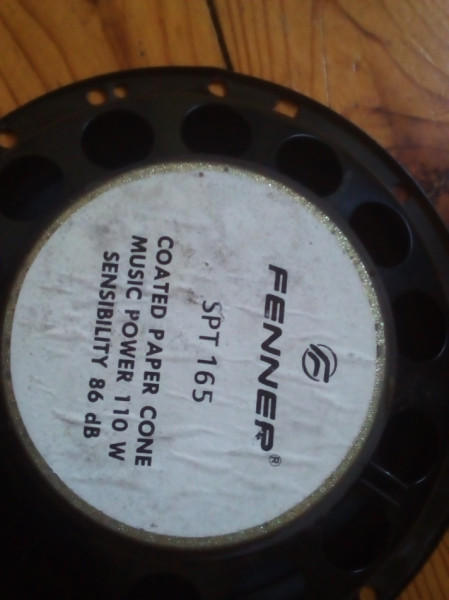 FENNER®
SPT 165
COATED PAPER CONE
MUSIC POWER 110 W
SENSIBILITY 86 dB